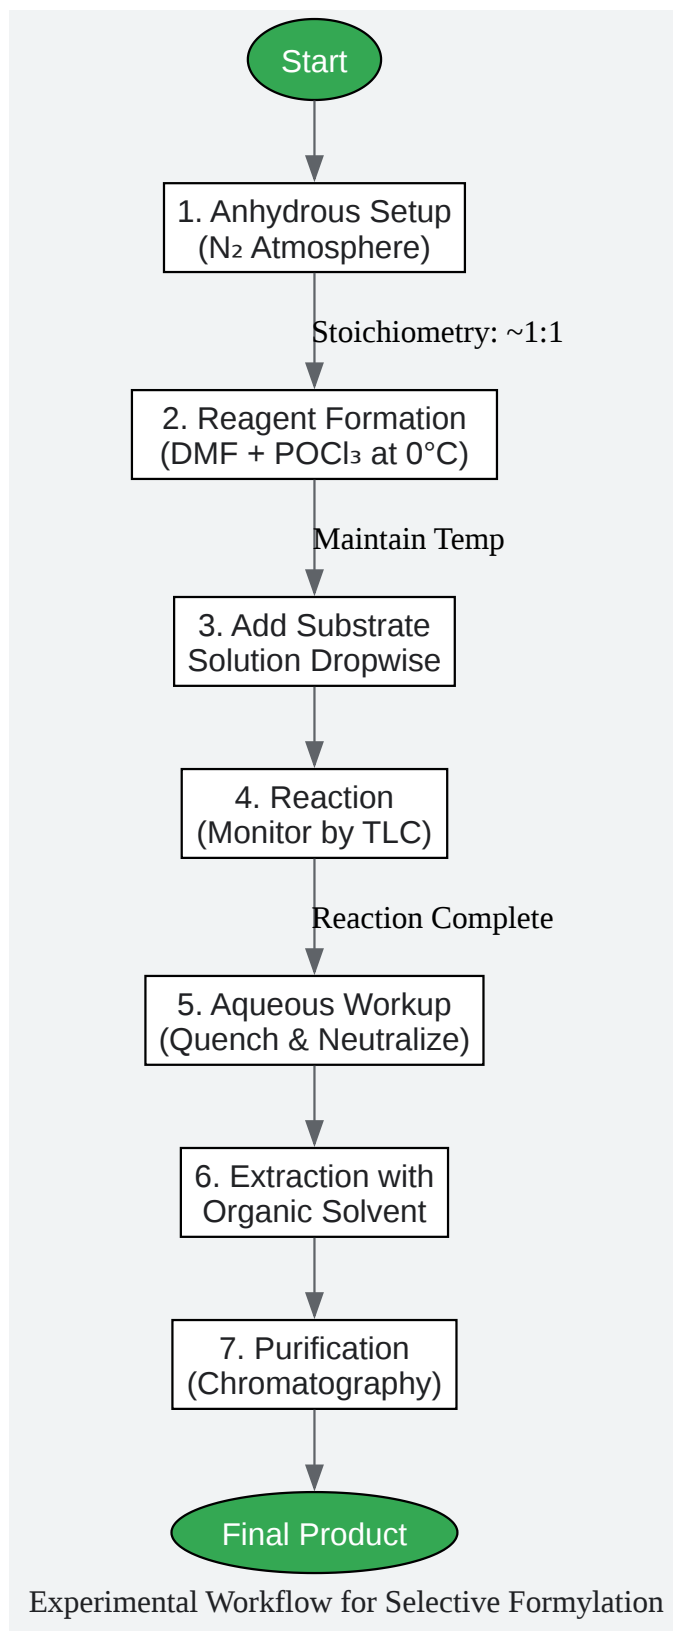 Start
1. Anhydrous Setup
(N₂ Atmosphere)
Stoichiometry: ~1:1
2. Reagent Formation
(DMF + POCl₃ at 0°C)
Maintain Temp
3. Add Substrate
Solution Dropwise
4. Reaction
(Monitor by TLC)
Reaction Complete
5. Aqueous Workup
(Quench & Neutralize)
6. Extraction with
Organic Solvent
7. Purification
(Chromatography)
Final Product
Experimental Workflow for Selective Formylation